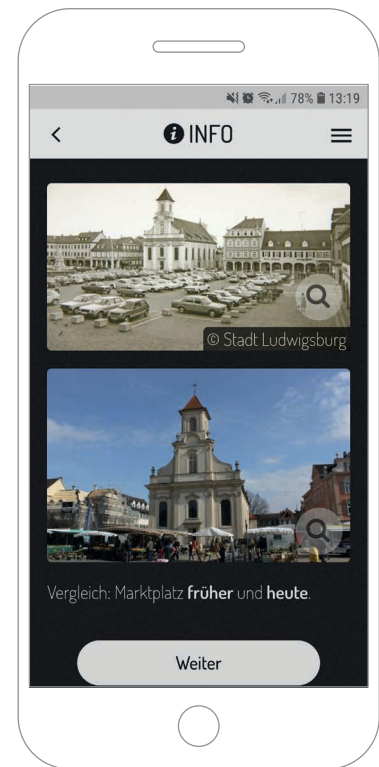 78% 13:19
INFO
© Stadt Ludwigsburg
Vergleich: Marktplatz früher und heute.
Weiter